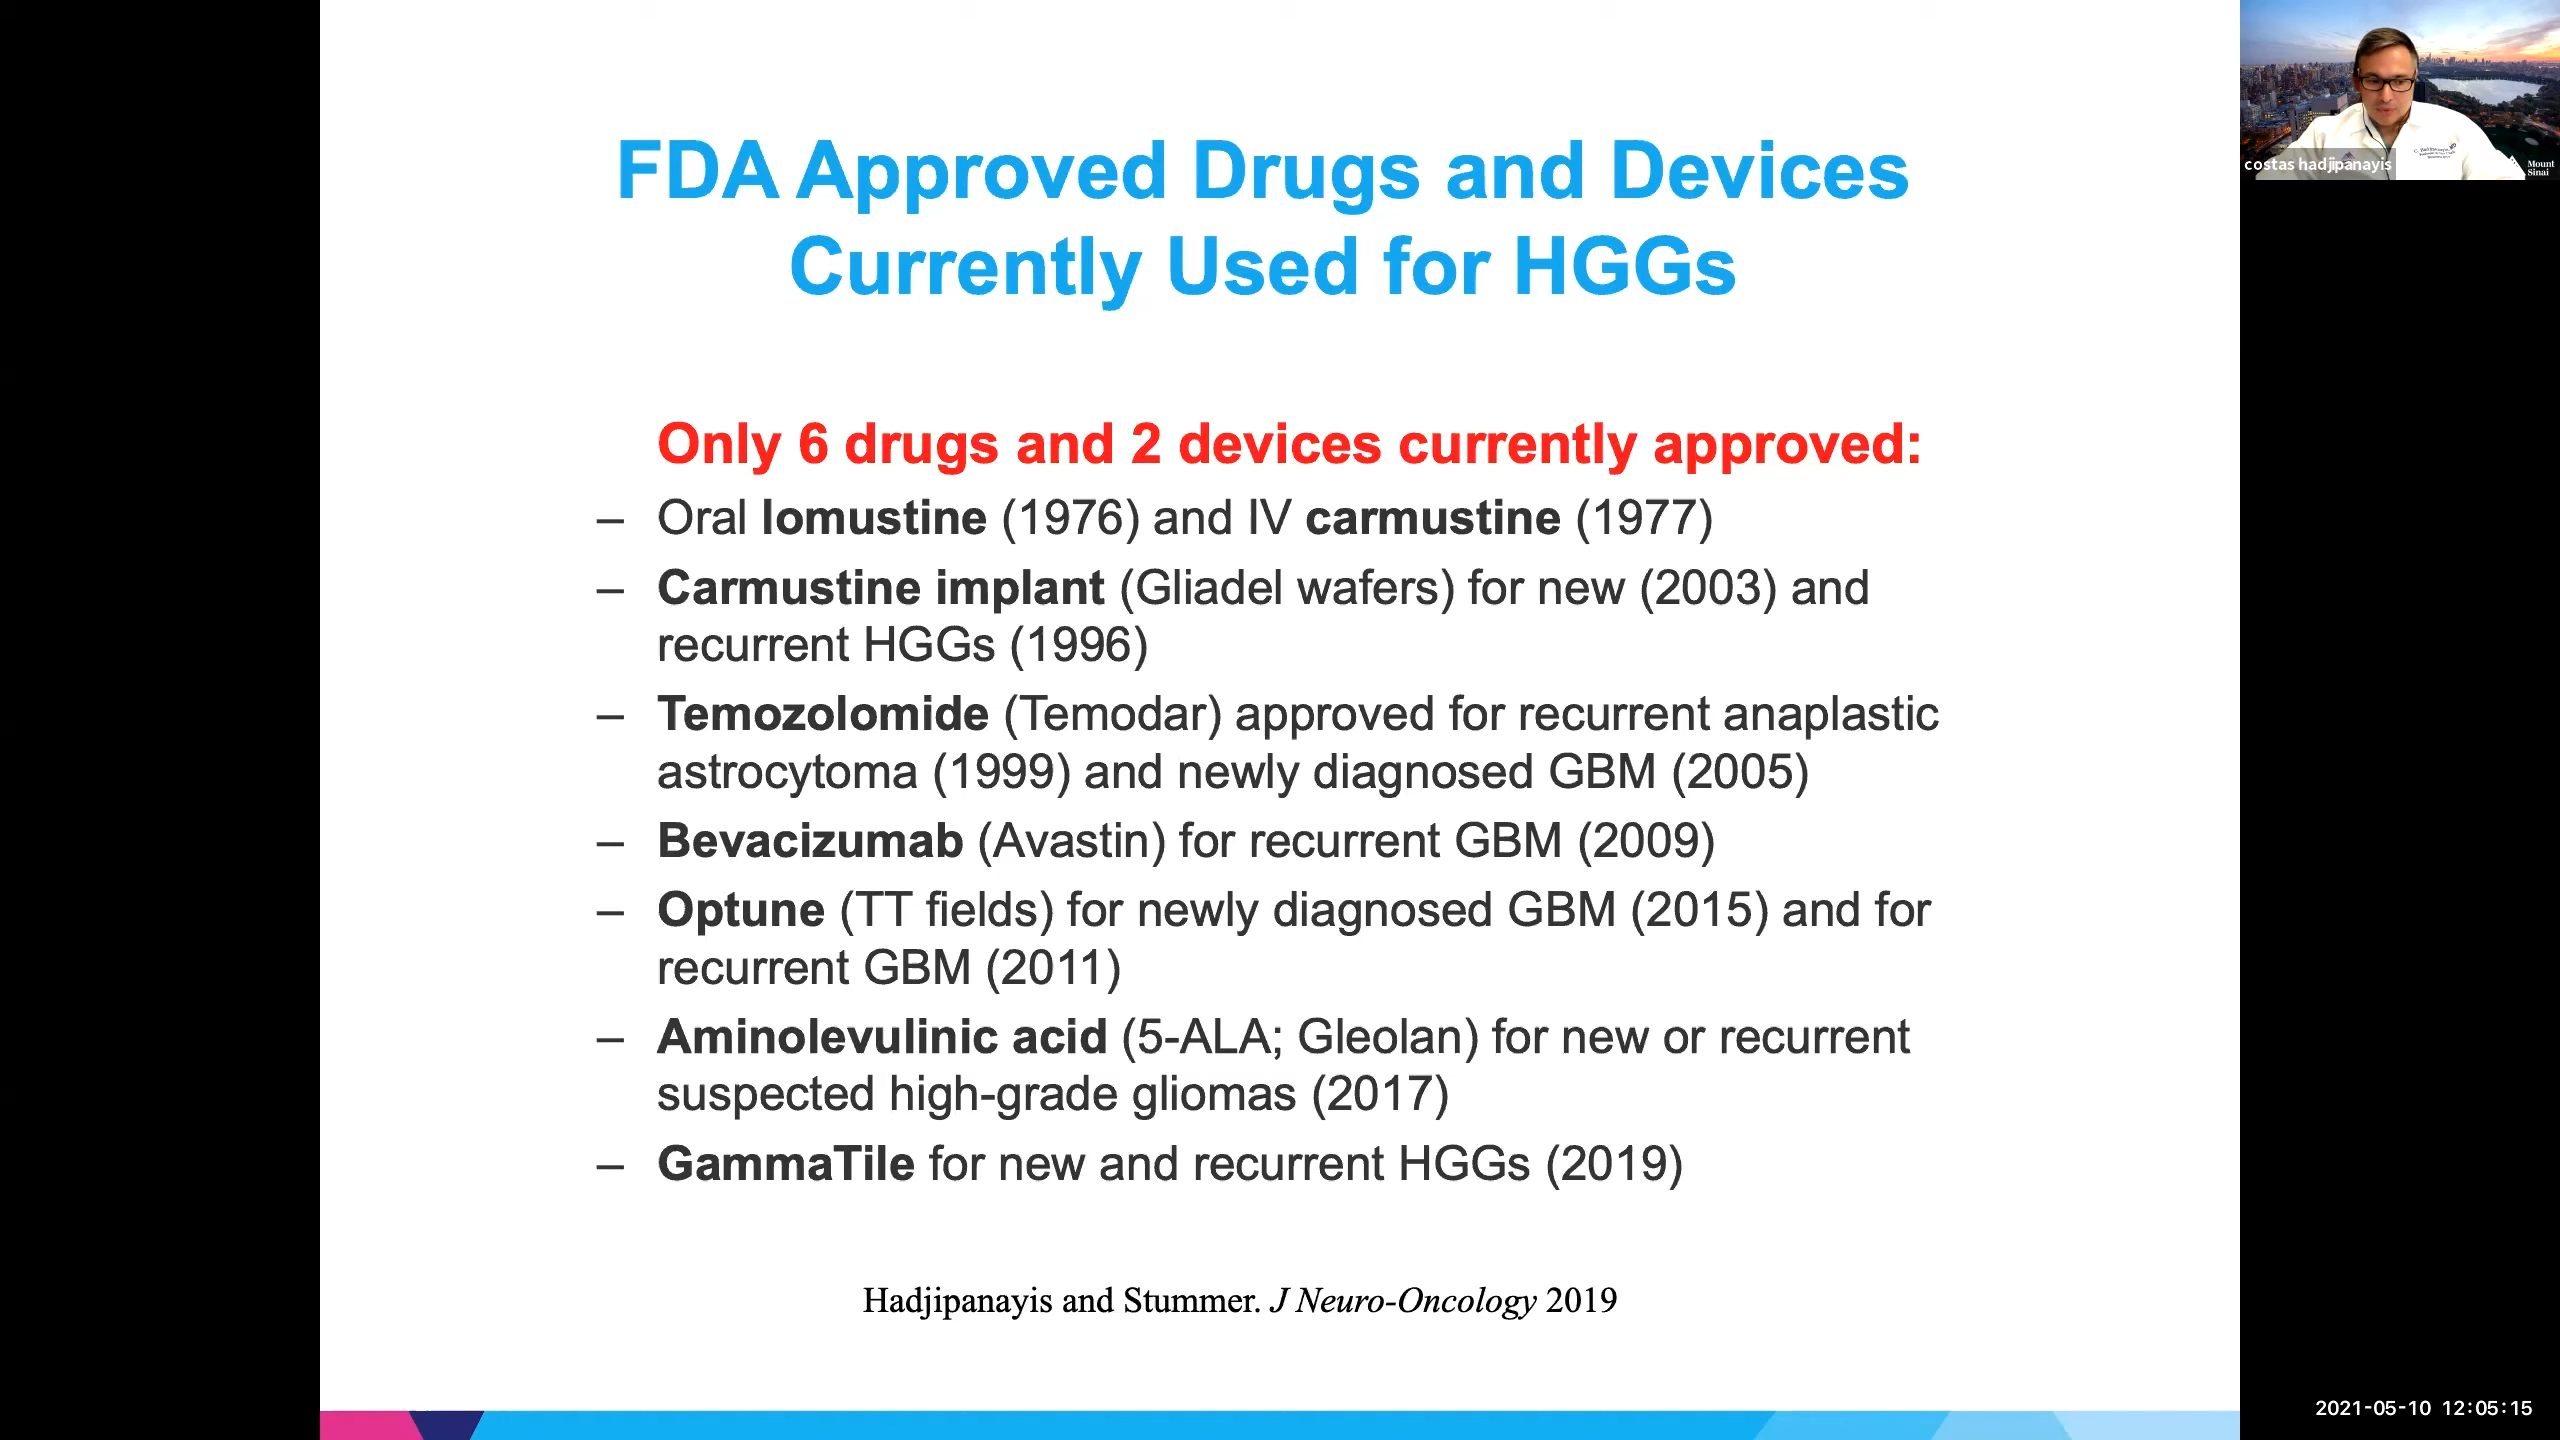 FDA Approved Drugs and Devices
Currently Used for HGGs
Only 6 drugs and 2 devices currently approved:
– Oral lomustine (1976) and IV carmustine (1977)
– Carmustine implant (Gliadel wafers) for new (2003) and
recurrent HGGs (1996)
– Temozolomide (Temodar) approved for recurrent anaplastic
astrocytoma (1999) and newly diagnosed GBM (2005)
– Bevacizumab (Avastin) for recurrent GBM (2009)
– Optune (TT fields) for newly diagnosed GBM (2015) and for
recurrent GBM (2011)
– Aminolevulinic acid (5-ALA; Gleolan) for new or recurrent
suspected high-grade gliomas (2017)
– GammaTile for new and recurrent HGGs (2019)
Hadjipanayis and Stummer. J Neuro-Oncology 2019
costas hadjipanayis
Mount
Sinai
2021-05-10 12:05:15